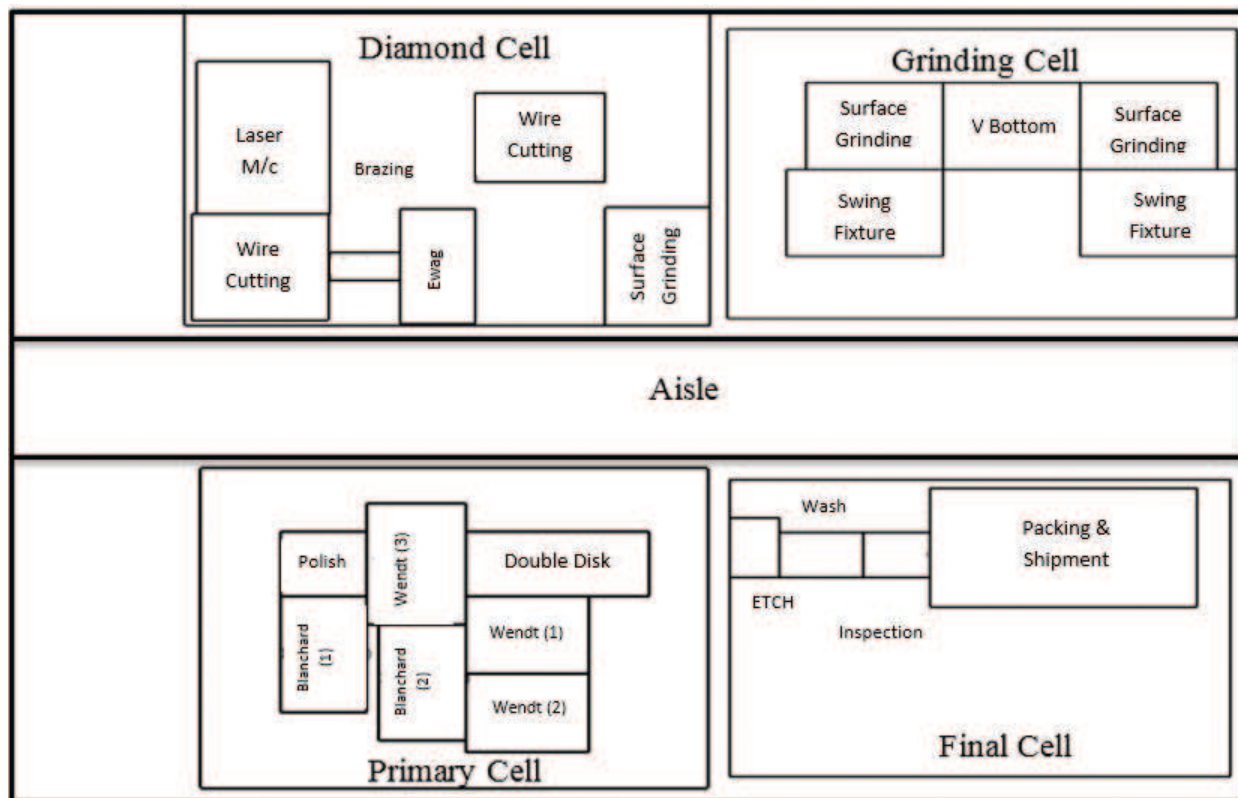 Diamond Cell
Laser
M/c
Brazing
Wire
Cutting
Wire
Cutting
Ewag
Surface
Grinding
Grinding Cell
Surface
Grinding
V Bottom
Surface
Grinding
Swing
Fixture
Swing
Fixture
Aisle
Polish
Wendt (3)
Double Disk
Blanchard
(1)
Blanchard
(2)
Wendt (1)
Wendt (2)
Primary Cell
Wash
Packing &
Shipment
ETCH
Inspection
Final Cell